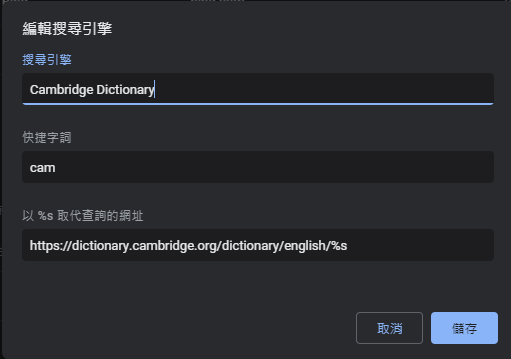 編輯搜尋引擎
搜尋引擎
Cambridge Dictionary
快捷字詞
cam
以 %s 取代查詢的網址
https://dictionary.cambridge.org/dictionary/english/%s
取消
儲存